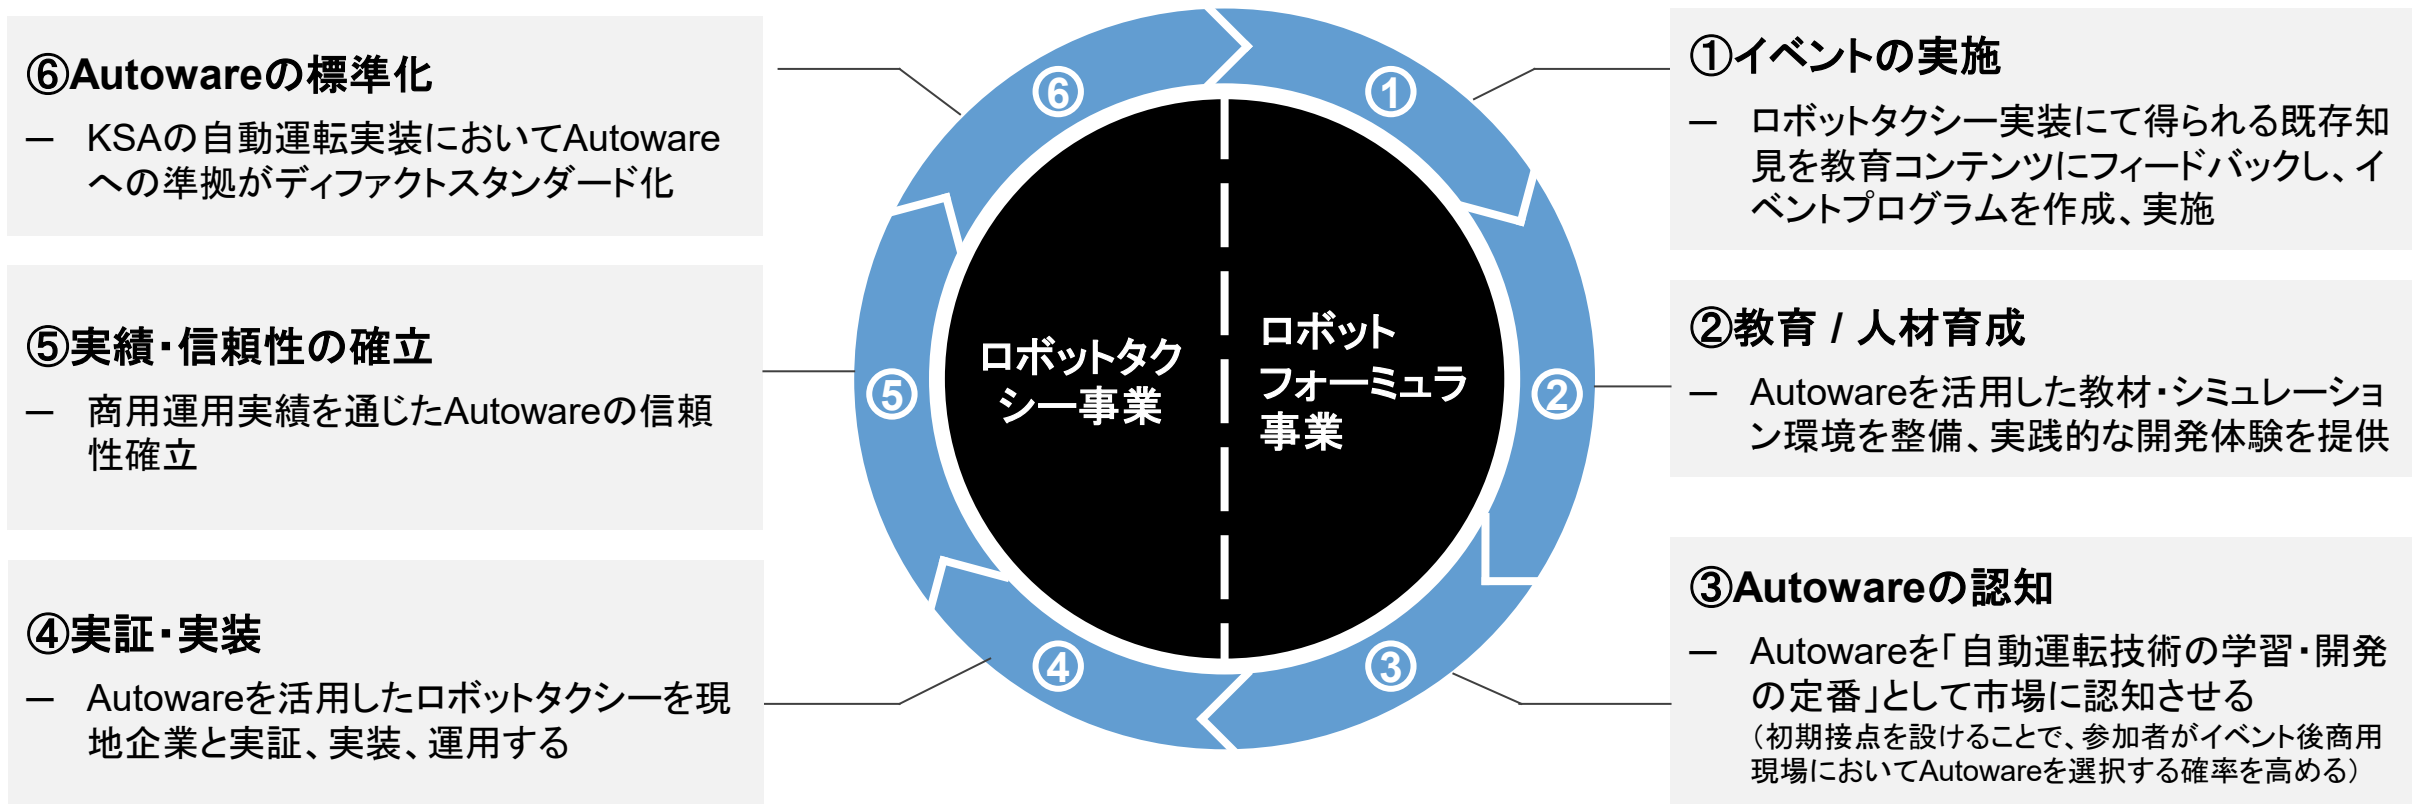 ⑥Autowareの標準化
― KSAの自動運転実装においてAutoware
への準拠がディファクトスタンダード化
⑤実績・信頼性の確立
― 商用運用実績を通じたAutowareの信頼
性確立
④実証・実装
― Autowareを活用したロボットタクシーを現
地企業と実証、実装、運用する
⑥
①
⑤
②
④
③
ロボットタク
シー事業
ロボット
フォーミュラ
事業
①イベントの実施
― ロボットタクシー実装にて得られる既存知
見を教育コンテンツにフィードバックし、イ
ベントプログラムを作成、実施
②教育 / 人材育成
― Autowareを活用した教材・シミュレーショ
ン環境を整備、実践的な開発体験を提供
③Autowareの認知
― Autowareを「自動運転技術の学習・開発
の定番」として市場に認知させる
（初期接点を設けることで、参加者がイベント後商用
現場においてAutowareを選択する確率を高める）